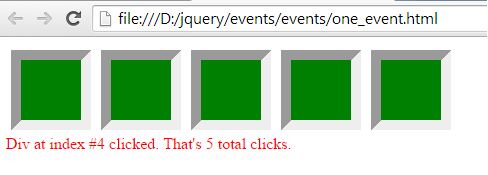 file:///D:/jquery/events/events/one_event.html
Div at index #4 clicked. That's 5 total clicks.